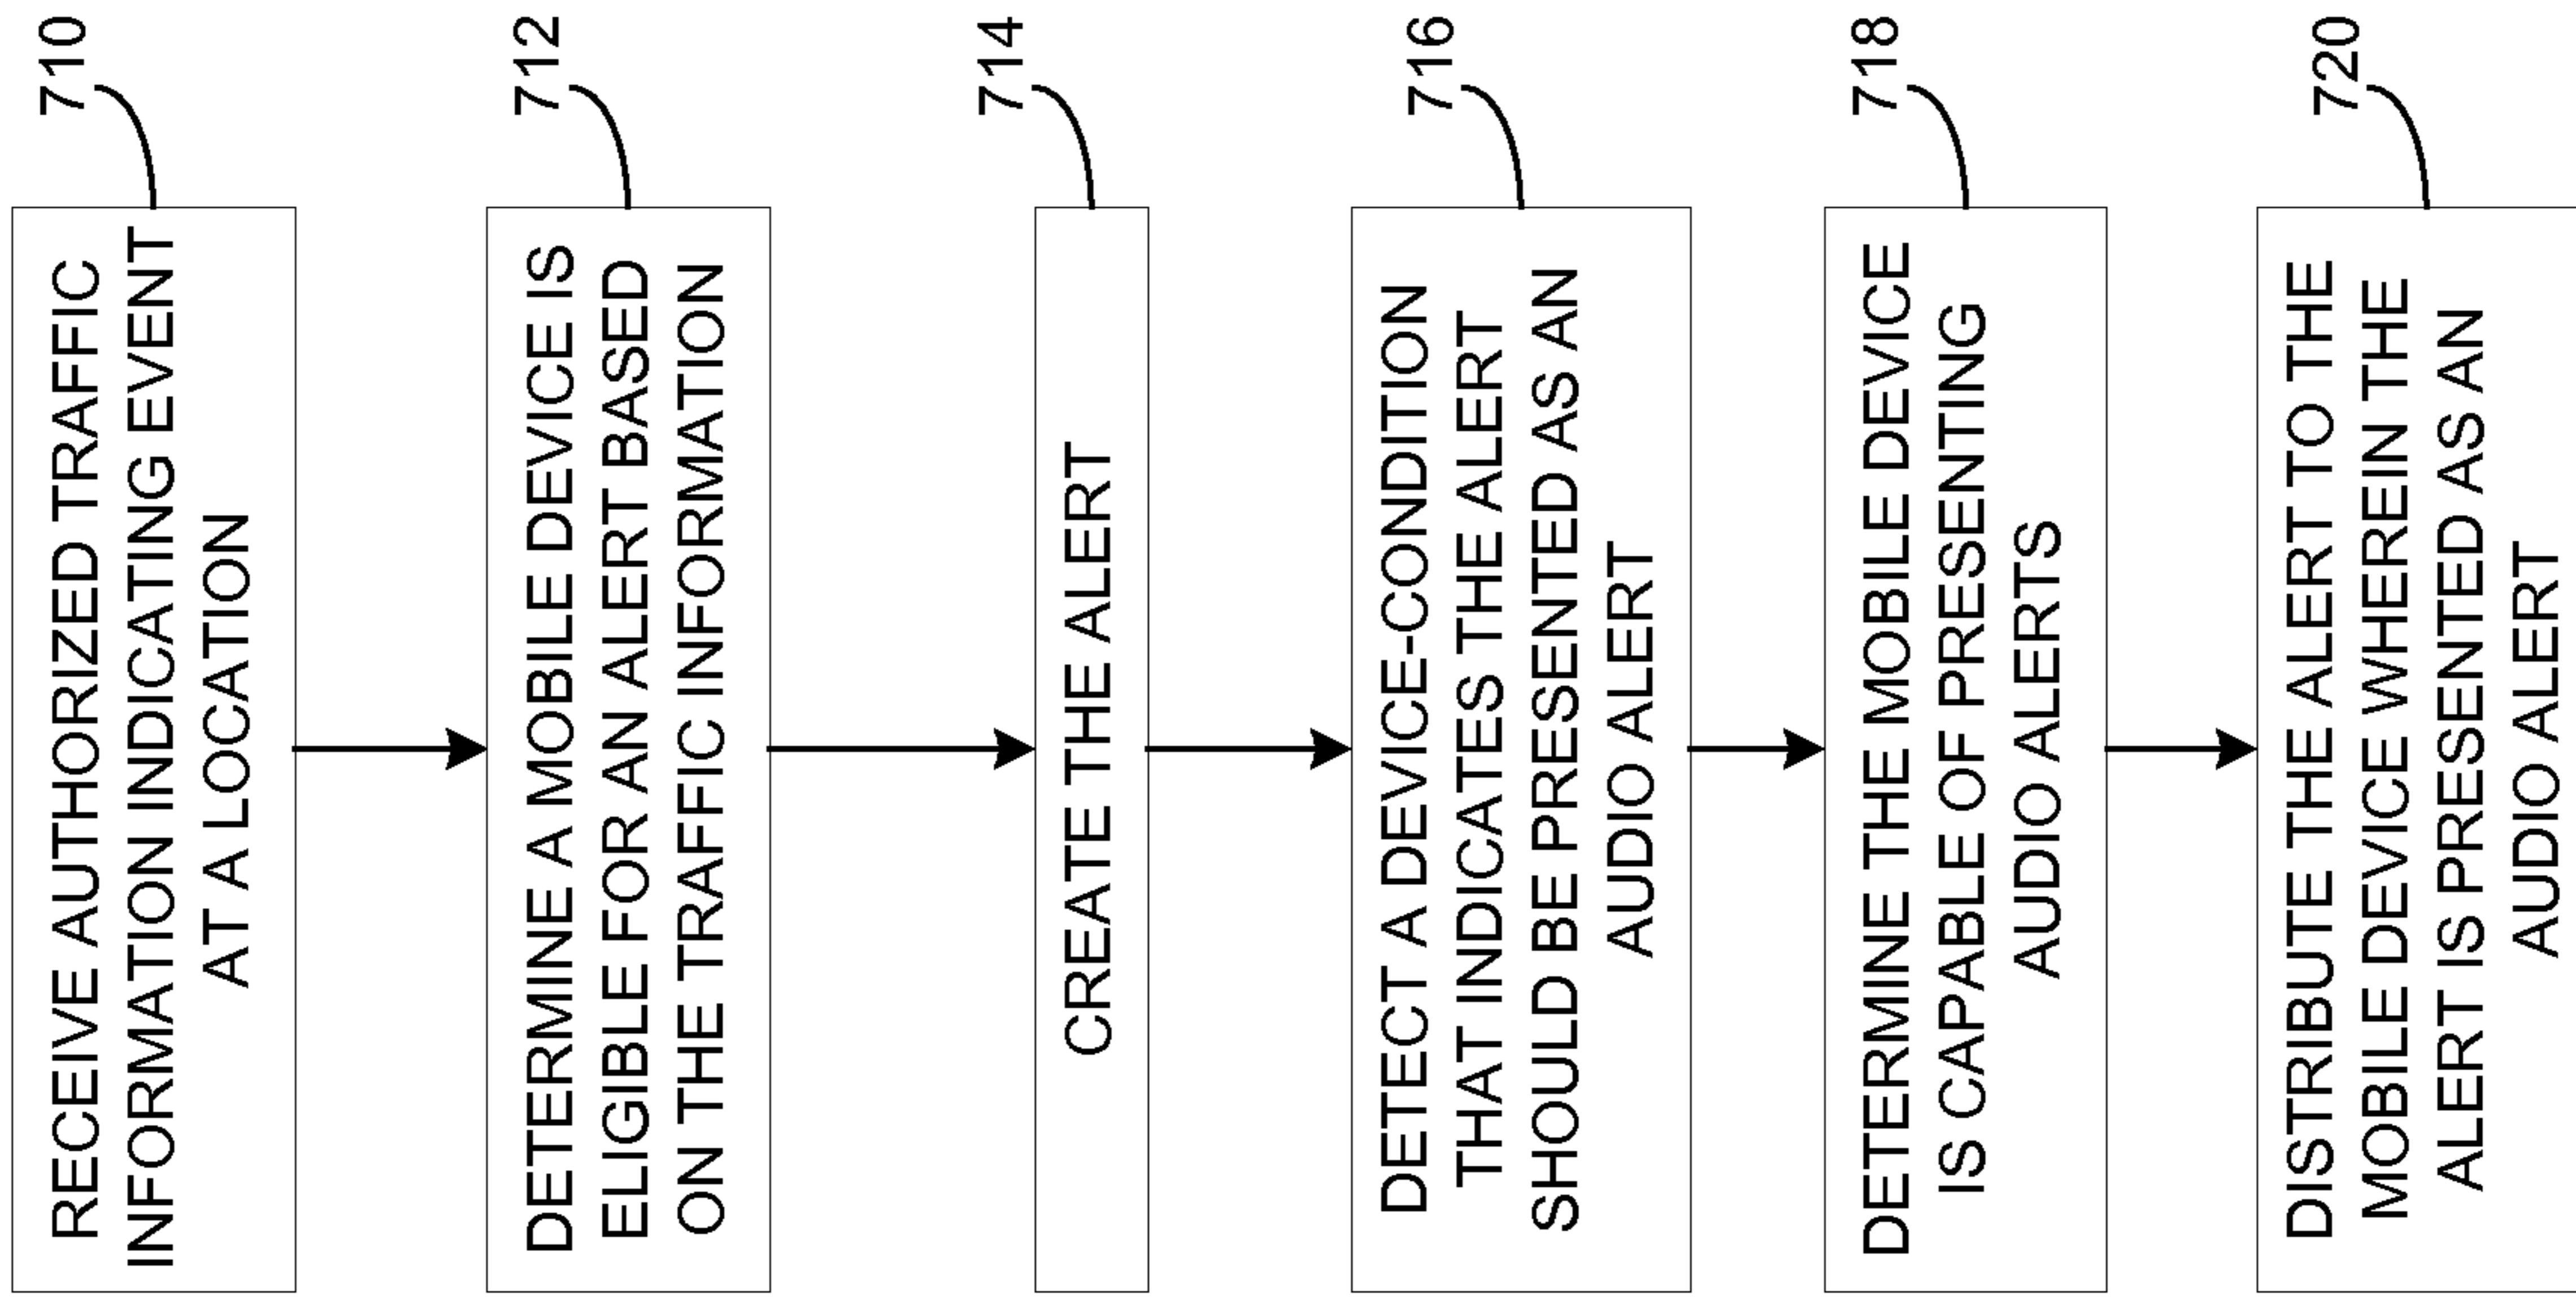 710
RECEIVE AUTHORIZED TRAFFIC
INFORMATION INDICATING EVENT
AT A LOCATION
712
DETERMINE A MOBILE DEVICE IS
ELIGIBLE FOR AN ALERT BASED
ON THE TRAFFIC INFORMATION
714
CREATE THE ALERT
716
DETECT A DEVICE-CONDITION
THAT INDICATES THE ALERT
SHOULD BE PRESENTED AS AN
AUDIO ALERT
718
DETERMINE THE MOBILE DEVICE
IS CAPABLE OF PRESENTING
AUDIO ALERTS
720
DISTRIBUTE THE ALERT TO THE
MOBILE DEVICE WHEREIN THE
ALERT IS PRESENTED AS AN
AUDIO ALERT